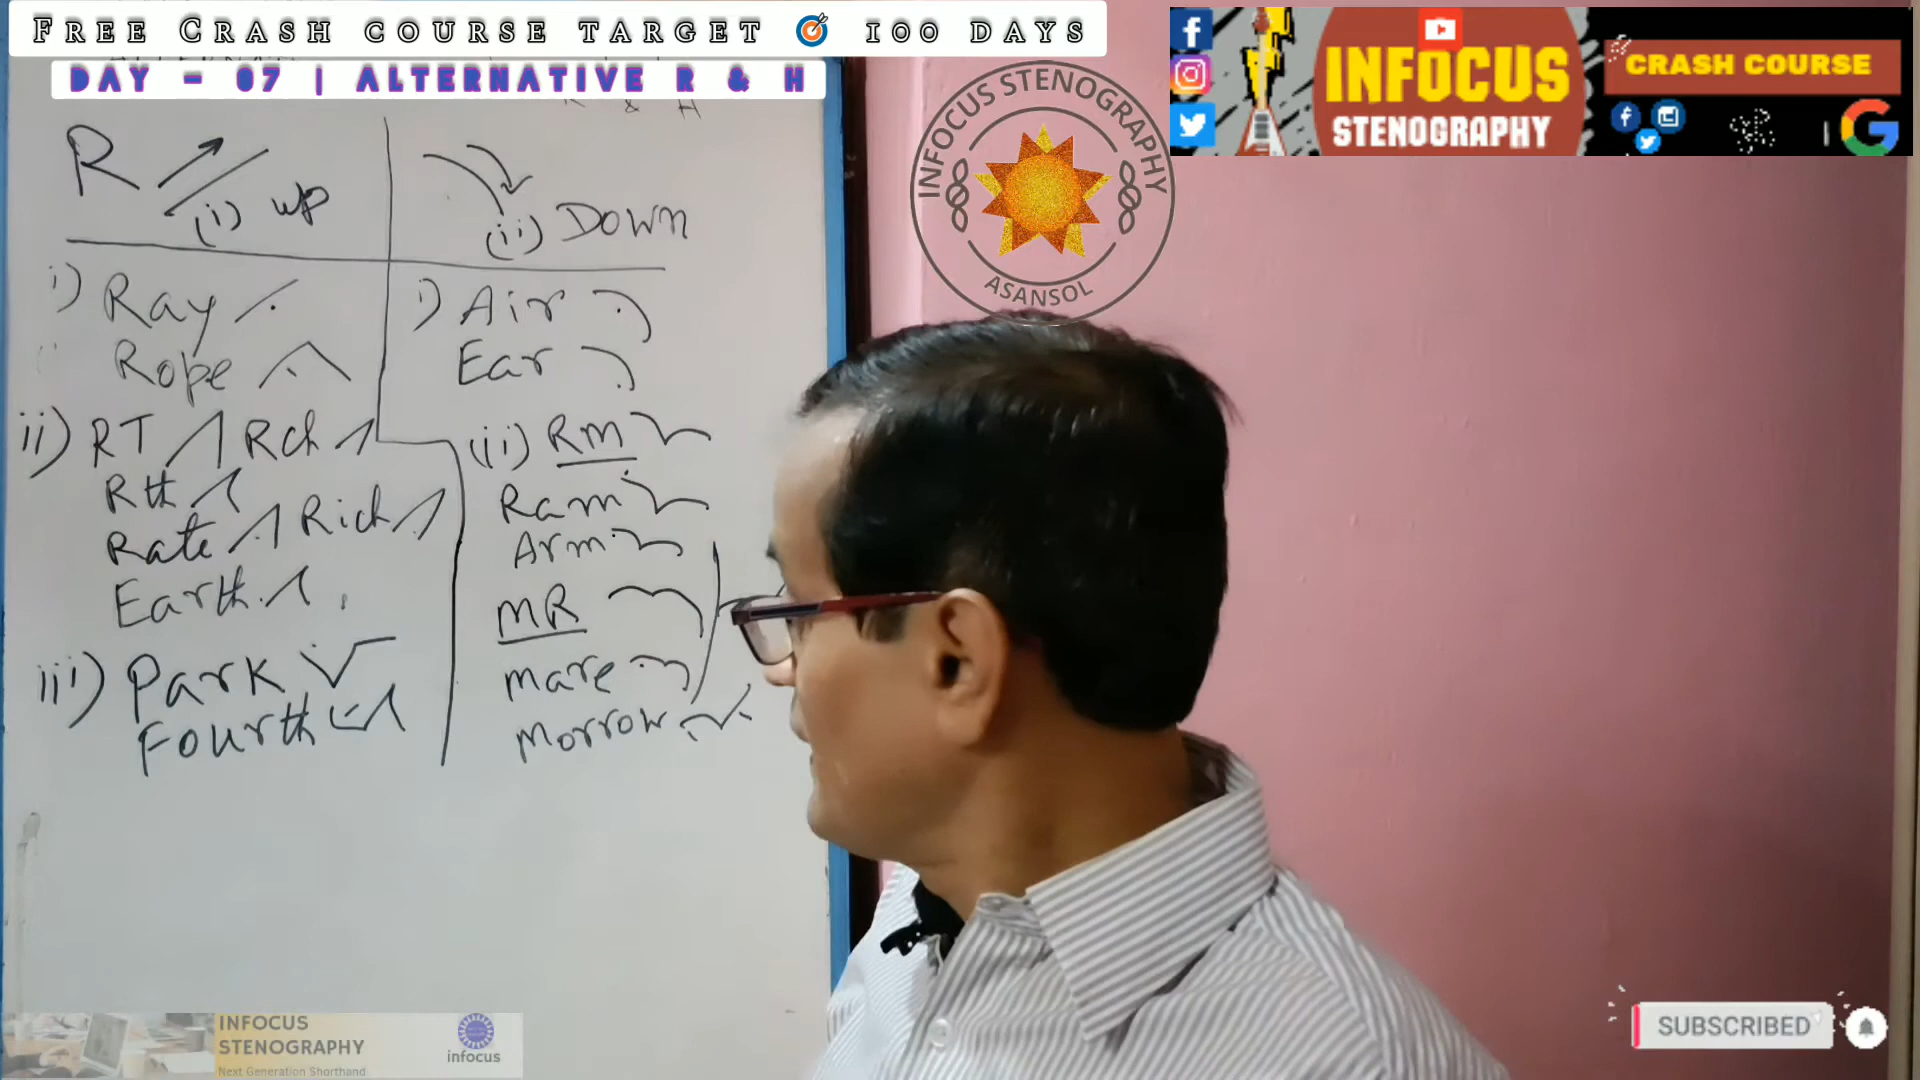 FREE CRASH COURSE TARGET 100 DAYS
DAY - 07 | ALTERNATIVE R & H
R & H
R
(i) up
(ii) Down
i) Ray
Rope
ii) RT Rch
Rth
Rate Rich
Earth
iii) Park
Fourth
i) Air
Ear
(ii) Rm
Ram
Arm
MR
mare
morrow
INFOCUS STENOGRAPHY
ASANSOL
INFOCUS
STENOGRAPHY
CRASH COURSE
INFOCUS
STENOGRAPHY
Next Generation Shorthand
infocus
SUBSCRIBED